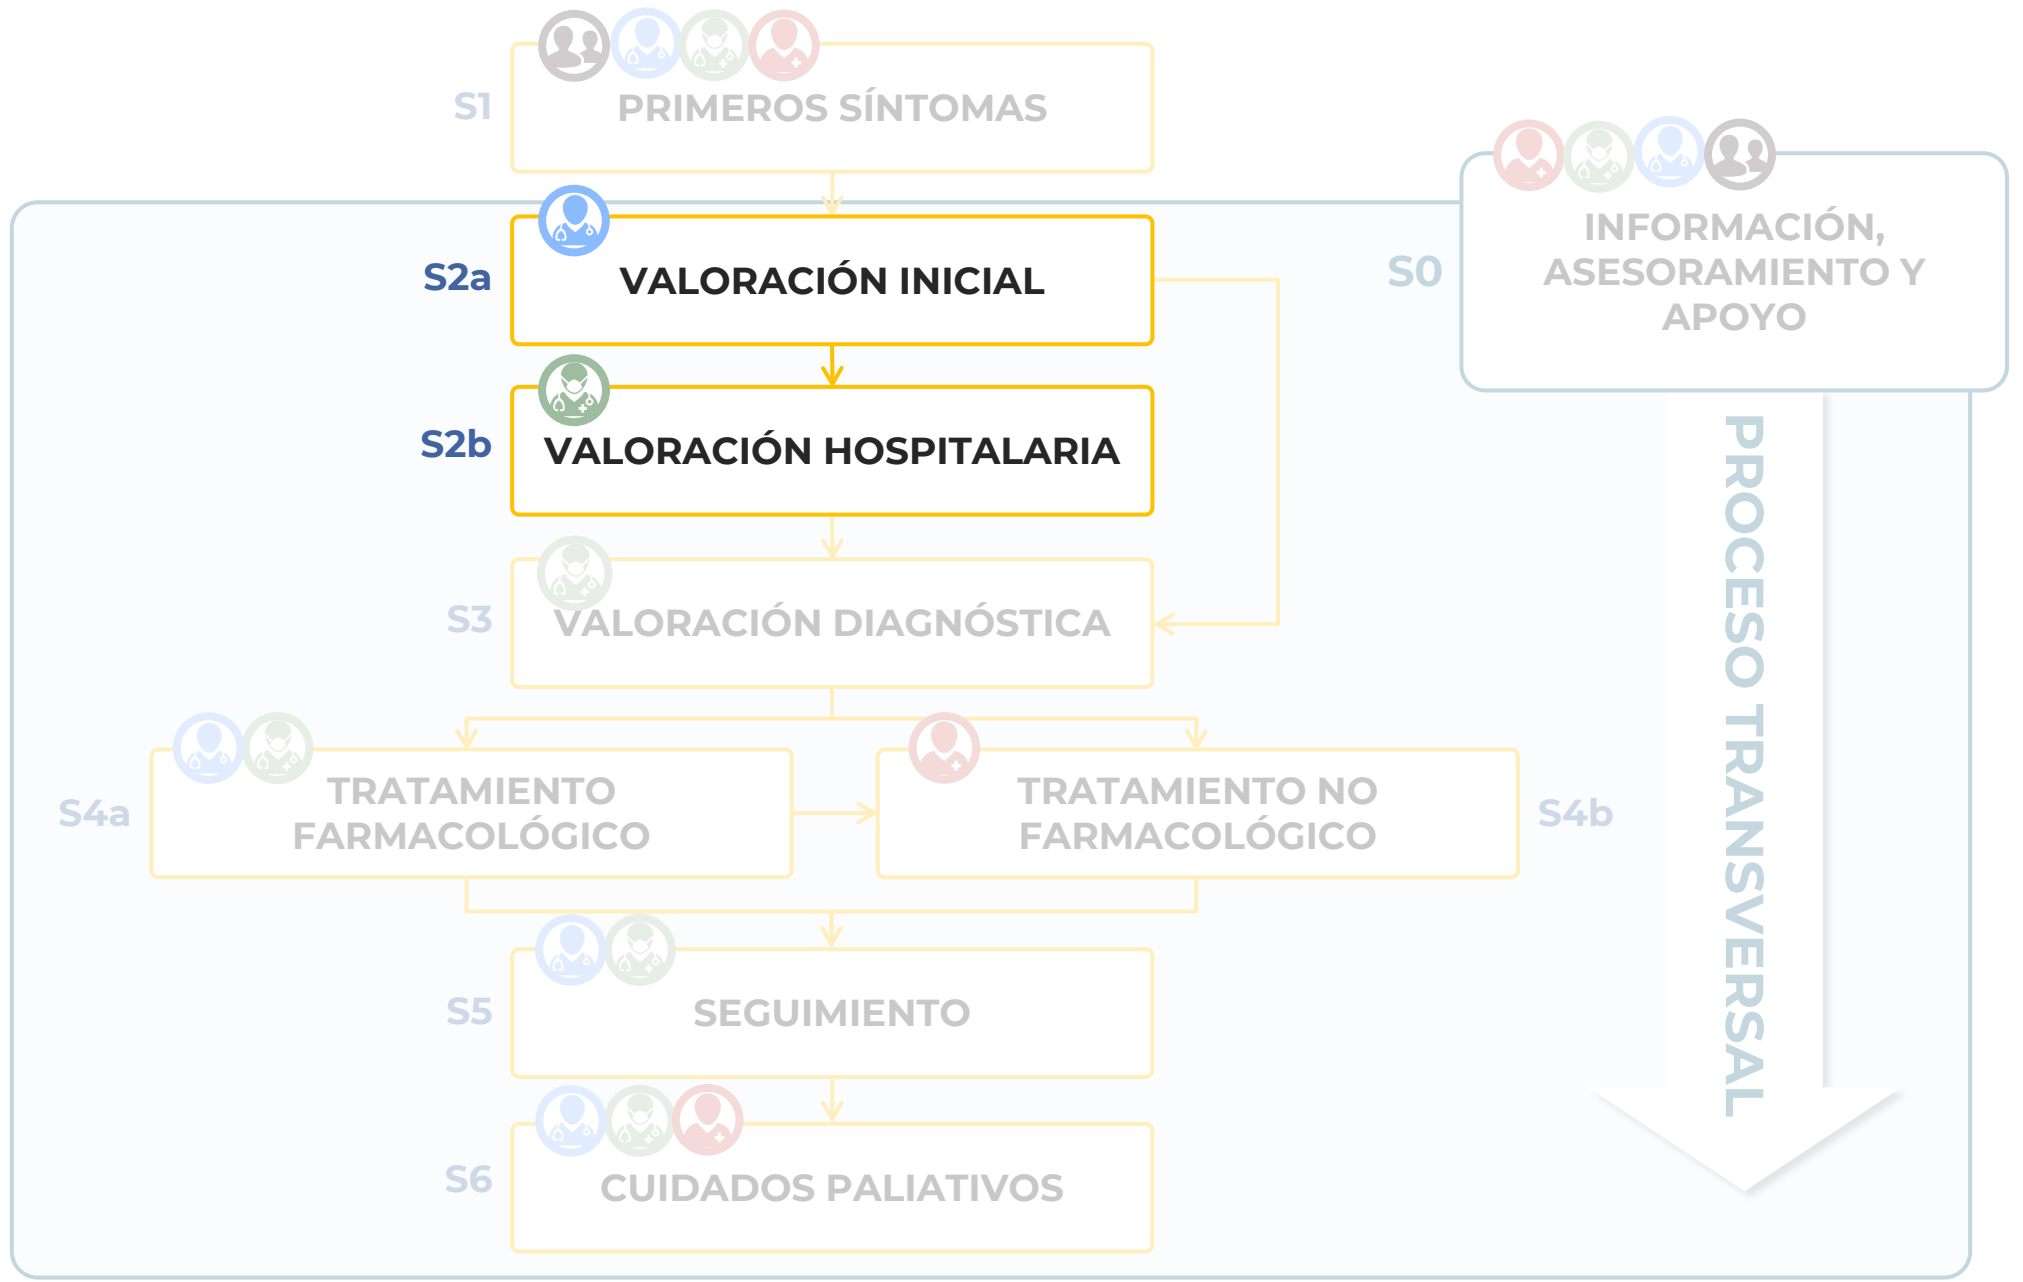 S1
PRIMEROS SÍNTOMAS
S2a
VALORACIÓN INICIAL
S0
INFORMACIÓN,
ASESORAMIENTO Y
APOYO
S2b
VALORACIÓN HOSPITALARIA
S3
VALORACIÓN DIAGNÓSTICA
S4a
TRATAMIENTO
FARMACOLÓGICO
TRATAMIENTO NO
FARMACOLÓGICO
S4b
S5
SEGUIMIENTO
S6
CUIDADOS PALIATIVOS
PROCESO TRANSVERSAL